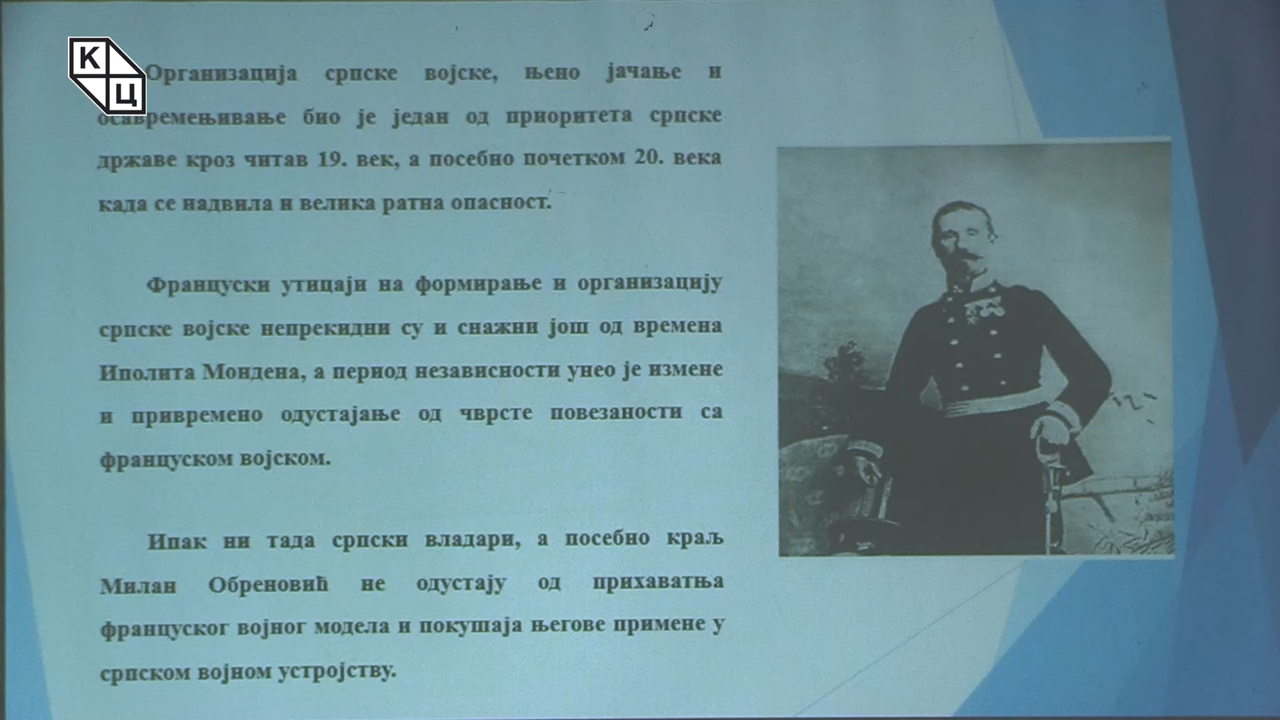 КЦ
Организација српске војске, њено јачање и
осавремењивање био је један од приоритета српске
државе кроз читав 19. век, а посебно почетком 20. века
када се надвила и велика ратна опасност.
Француски утицаји на формирање и организацију
српске војске непрекидни су и снажни још од времена
Иполита Мондена, а период независности унео је измене
и привремено одустајање од чврсте повезаности са
француском војском.
Ипак ни тада српски владари, а посебно краљ
Милан Обреновић не одустају од прихаватња
француског војног модела и покушаја његове примене у
српском војном устројству.